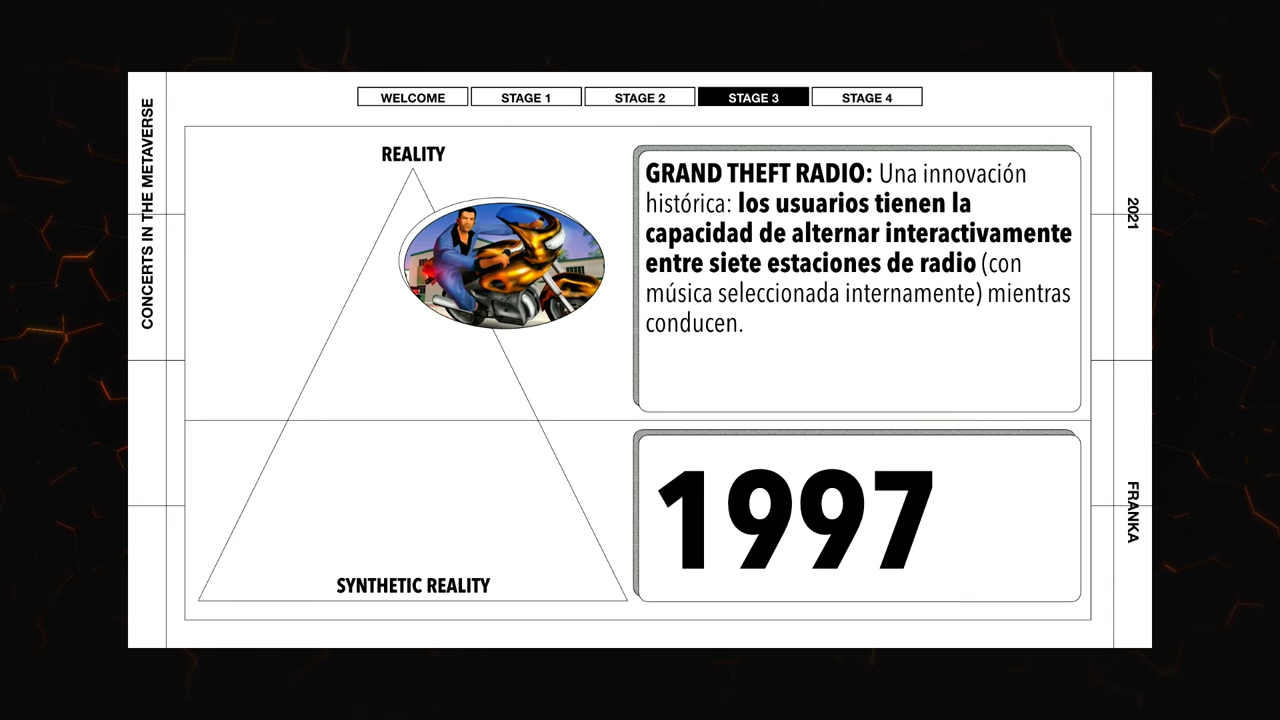 WELCOME
STAGE 1
STAGE 2
STAGE 3
STAGE 4
CONCERTS IN THE METAVERSE
REALITY
SYNTHETIC REALITY
GRAND THEFT RADIO: Una innovación
histórica: los usuarios tienen la
capacidad de alternar interactivamente
entre siete estaciones de radio (con
música seleccionada internamente) mientras
conducen.
1997
2021
FRANKA